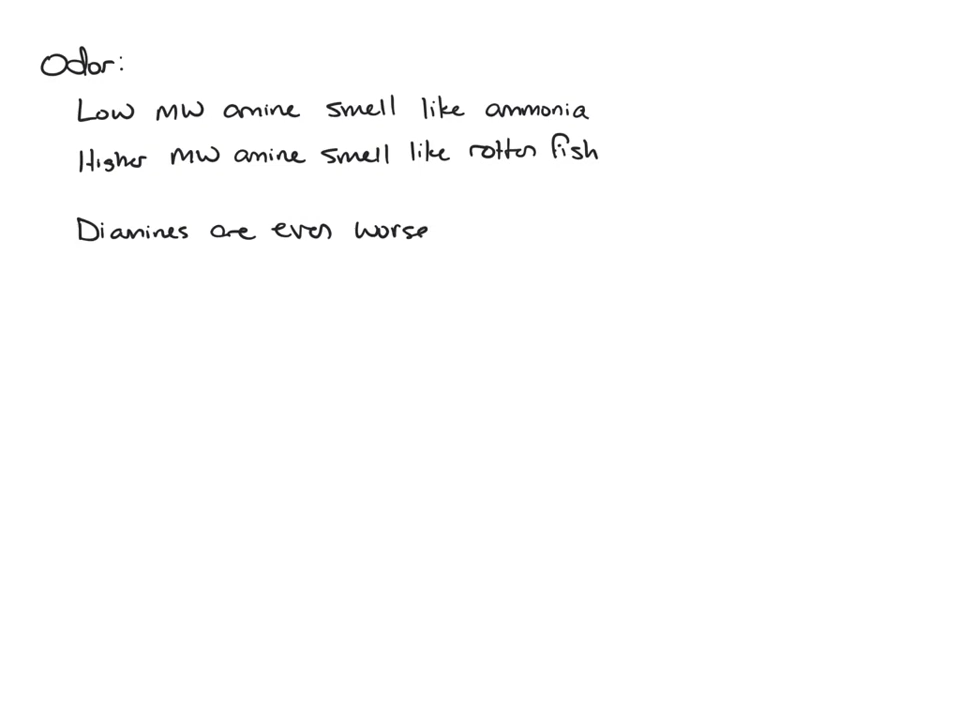 Odor:
Low MW amine smell like ammonia
Higher MW amine smell like rotten fish
Diamines are even worse